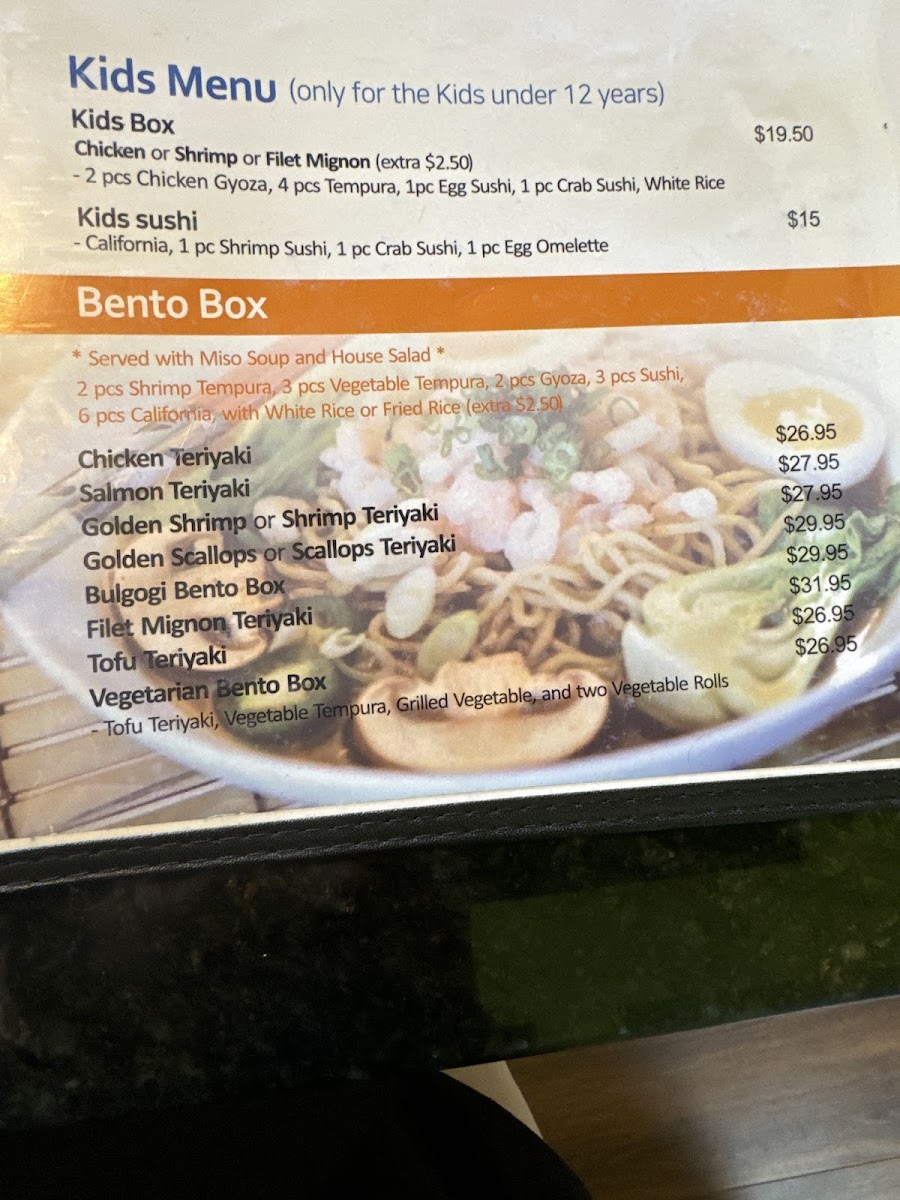 Kids Menu (only for the Kids under 12 years)
Kids Box $19.50
Chicken or Shrimp or Filet Mignon (extra $2.50)
- 2 pcs Chicken Gyoza, 4 pcs Tempura, 1pc Egg Sushi, 1 pc Crab Sushi, White Rice
Kids sushi $15
- California, 1 pc Shrimp Sushi, 1 pc Crab Sushi, 1 pc Egg Omelette
Bento Box
* Served with Miso Soup and House Salad *
2 pcs Shrimp Tempura, 3 pcs Vegetable Tempura, 2 pcs Gyoza, 3 pcs Sushi,
6 pcs California, with White Rice or Fried Rice (extra $2.50)
Chicken Teriyaki $26.95
Salmon Teriyaki $27.95
Golden Shrimp or Shrimp Teriyaki $27.95
Golden Scallops or Scallops Teriyaki $29.95
Bulgogi Bento Box $29.95
Filet Mignon Teriyaki $31.95
Tofu Teriyaki $26.95
Vegetarian Bento Box $26.95
- Tofu Teriyaki, Vegetable Tempura, Grilled Vegetable, and two Vegetable Rolls